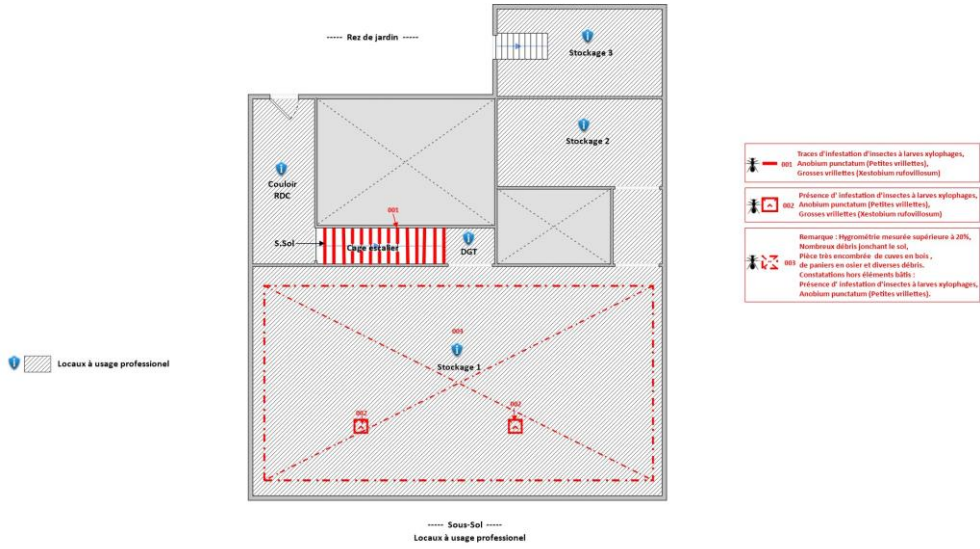 ----- Rez de jardin -----
Stockage 3
Stockage 2
Couloir
RDC
001
S.Sol
Cage escalier
DGT
003
Stockage 1
002
002
Locaux à usage professionel
----- Sous-Sol -----
Locaux à usage professionel
001
Traces d'infestation d'insectes à larves xylophages,
Anobium punctatum (Petites vrillettes),
Grosses vrillettes (Xestobium rufovillosum)
002
Présence d' infestation d'insectes à larves xylophages,
Anobium punctatum (Petites vrillettes),
Grosses vrillettes (Xestobium rufovillosum)
003
Remarque : Hygrométrie mesurée supérieure à 20%,
Nombreux débris jonchant le sol,
Pièce très encombrée de cuves en bois ,
de paniers en osier et diverses débris.
Constatations hors éléments bâtis :
Présence d' infestation d'insectes à larves xylophages,
Anobium punctatum (Petites vrillettes).